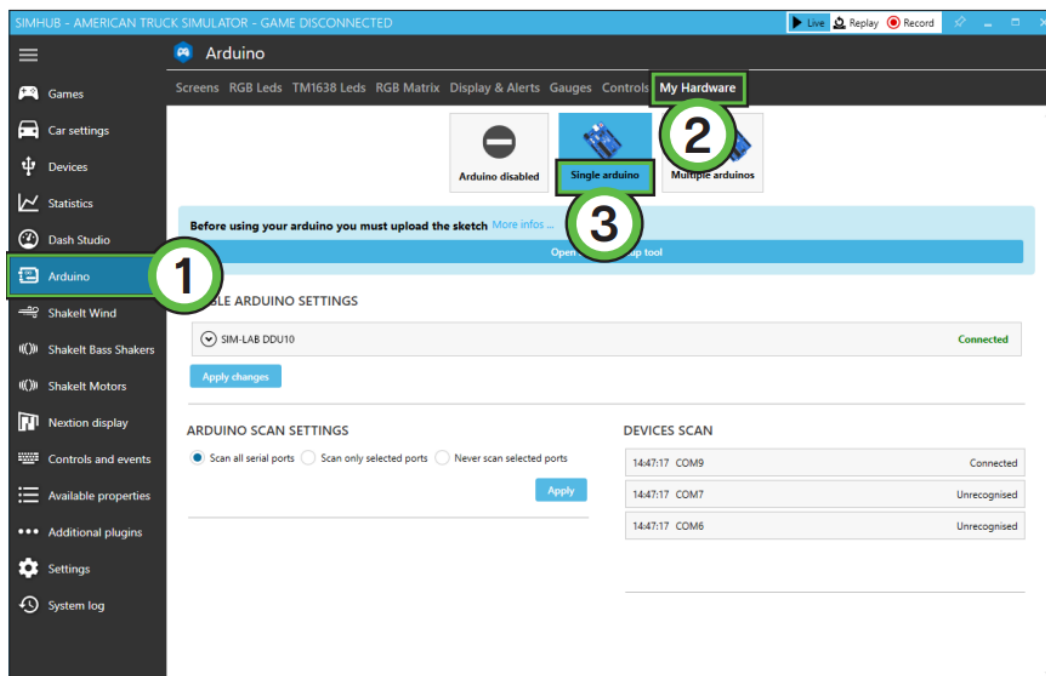 SIMHUB - AMERICAN TRUCK SIMULATOR - GAME DISCONNECTED
Live Replay Record
Arduino
Screens RGB Leds TM1638 Leds RGB Matrix Display & Alerts Gauges Controls My Hardware
2
Games
Car settings
Devices
Statistics
Dash Studio
Arduino
1
ShakeIt Wind
ShakeIt Bass Shakers
ShakeIt Motors
Nextion display
Controls and events
Available properties
Additional plugins
Settings
System log
Arduino disabled
Single arduino
Multiple arduinos
3
Before using your arduino you must upload the sketch More infos ...
Open up tool
LE ARDUINO SETTINGS
SIM-LAB DDU10 Connected
Apply changes
ARDUINO SCAN SETTINGS
Scan all serial ports Scan only selected ports Never scan selected ports
Apply
DEVICES SCAN
14:47:17 COM9 Connected
14:47:17 COM7 Unrecognised
14:47:17 COM6 Unrecognised